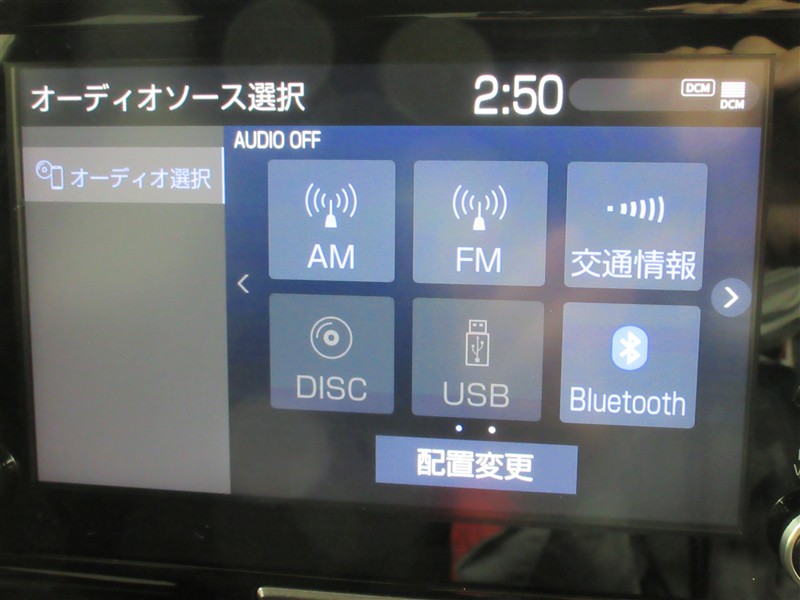 オーディオソース選択
2:50
DCM
DCM
オーディオ選択
AUDIO OFF
AM
FM
交通情報
DISC
USB
Bluetooth
配置変更